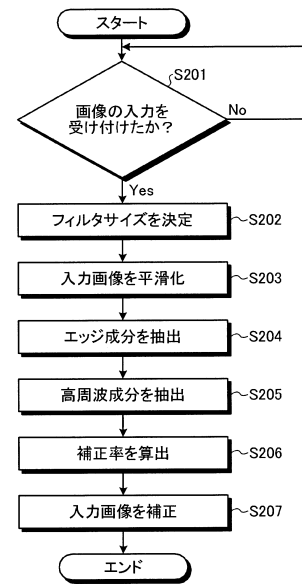 スタート
S201
画像の入力を
受け付けたか?
No
Yes
フィルタサイズを決定
S202
入力画像を平滑化
S203
エッジ成分を抽出
S204
高周波成分を抽出
S205
補正率を算出
S206
入力画像を補正
S207
エンド